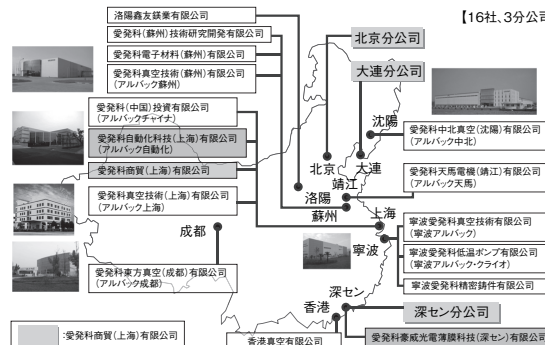 【16社、3分公
洛陽鑫友鎂業有限公司
愛発科(蘇州)技術研究開発有限公司
愛発科電子材料(蘇州)有限公司
愛発科真空技術(蘇州)有限公司
(アルバック蘇州)
愛発科(中国)投資有限公司
(アルバックチャイナ)
愛発科自動化科技(上海)有限公司
(アルバック自動化)
愛発科商貿(上海)有限公司
愛発科真空技術(上海)有限公司
(アルバック上海)
成都
愛発科東方真空(成都)有限公司
(アルバック成都)
:愛発科商貿(上海)有限公司
北京分公司
大連分公司
瀋陽
愛発科中北真空(沈陽)有限公司
(アルバック中北)
北京
大連
靖江
愛発科天馬電機(靖江)有限公司
(アルバック天馬)
洛陽
蘇州
上海
寧波
寧波愛発科真空技術有限公司
(寧波アルバック)
寧波愛発科低温ポンプ有限公司
(寧波アルバック・クライオ)
寧波愛発科精密鋳件有限公司
深セン
香港
深セン分公司
香港真空有限公司
愛発科豪威光電薄膜科技(深セン)有限公司